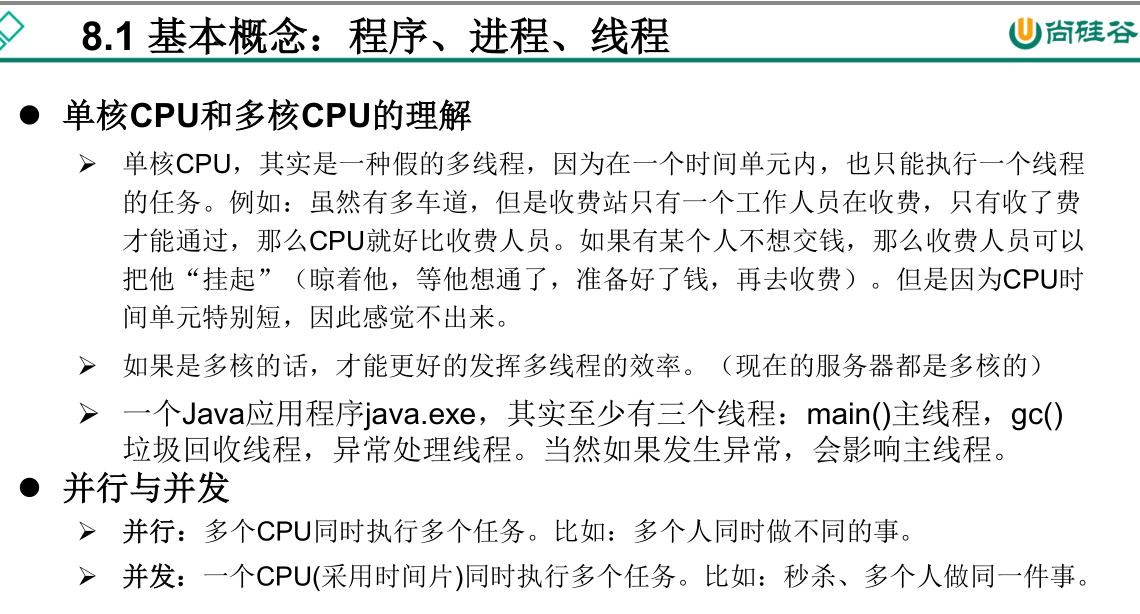 8.1 基本概念：程序、进程、线程
尚硅谷
单核CPU和多核CPU的理解
单核CPU，其实是一种假的多线程，因为在一个时间单元内，也只能执行一个线程
的任务。例如：虽然有多车道，但是收费站只有一个工作人员在收费，只有收了费
才能通过，那么CPU就好比收费人员。如果有某个人不想交钱，那么收费人员可以
把他“挂起”（晾着他，等他想通了，准备好了钱，再去收费）。但是因为CPU时
间单元特别短，因此感觉不出来。
如果是多核的话，才能更好的发挥多线程的效率。（现在的服务器都是多核的）
一个Java应用程序java.exe，其实至少有三个线程：main()主线程，gc()
垃圾回收线程，异常处理线程。当然如果发生异常，会影响主线程。
并行与并发
并行：多个CPU同时执行多个任务。比如：多个人同时做不同的事。
并发：一个CPU(采用时间片)同时执行多个任务。比如：秒杀、多个人做同一件事。